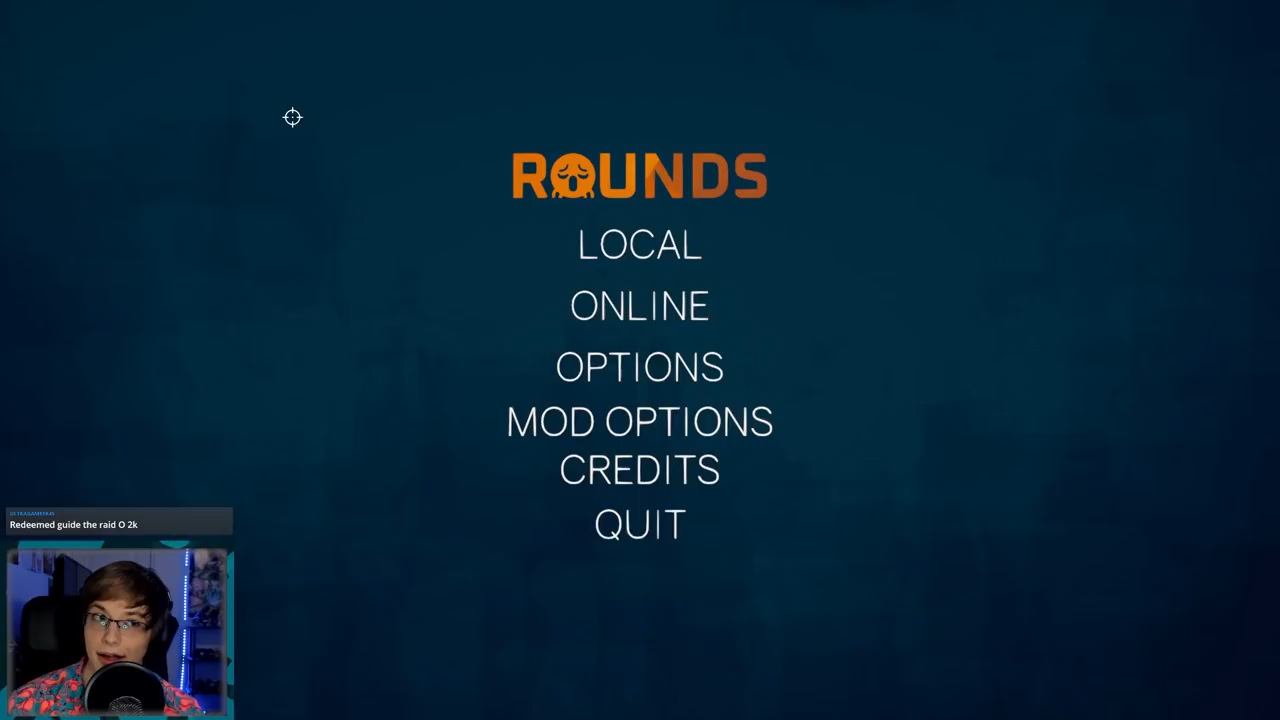 ROUNDS
LOCAL
ONLINE
OPTIONS
MOD OPTIONS
CREDITS
QUIT
Redeemed guide the raid O 2k